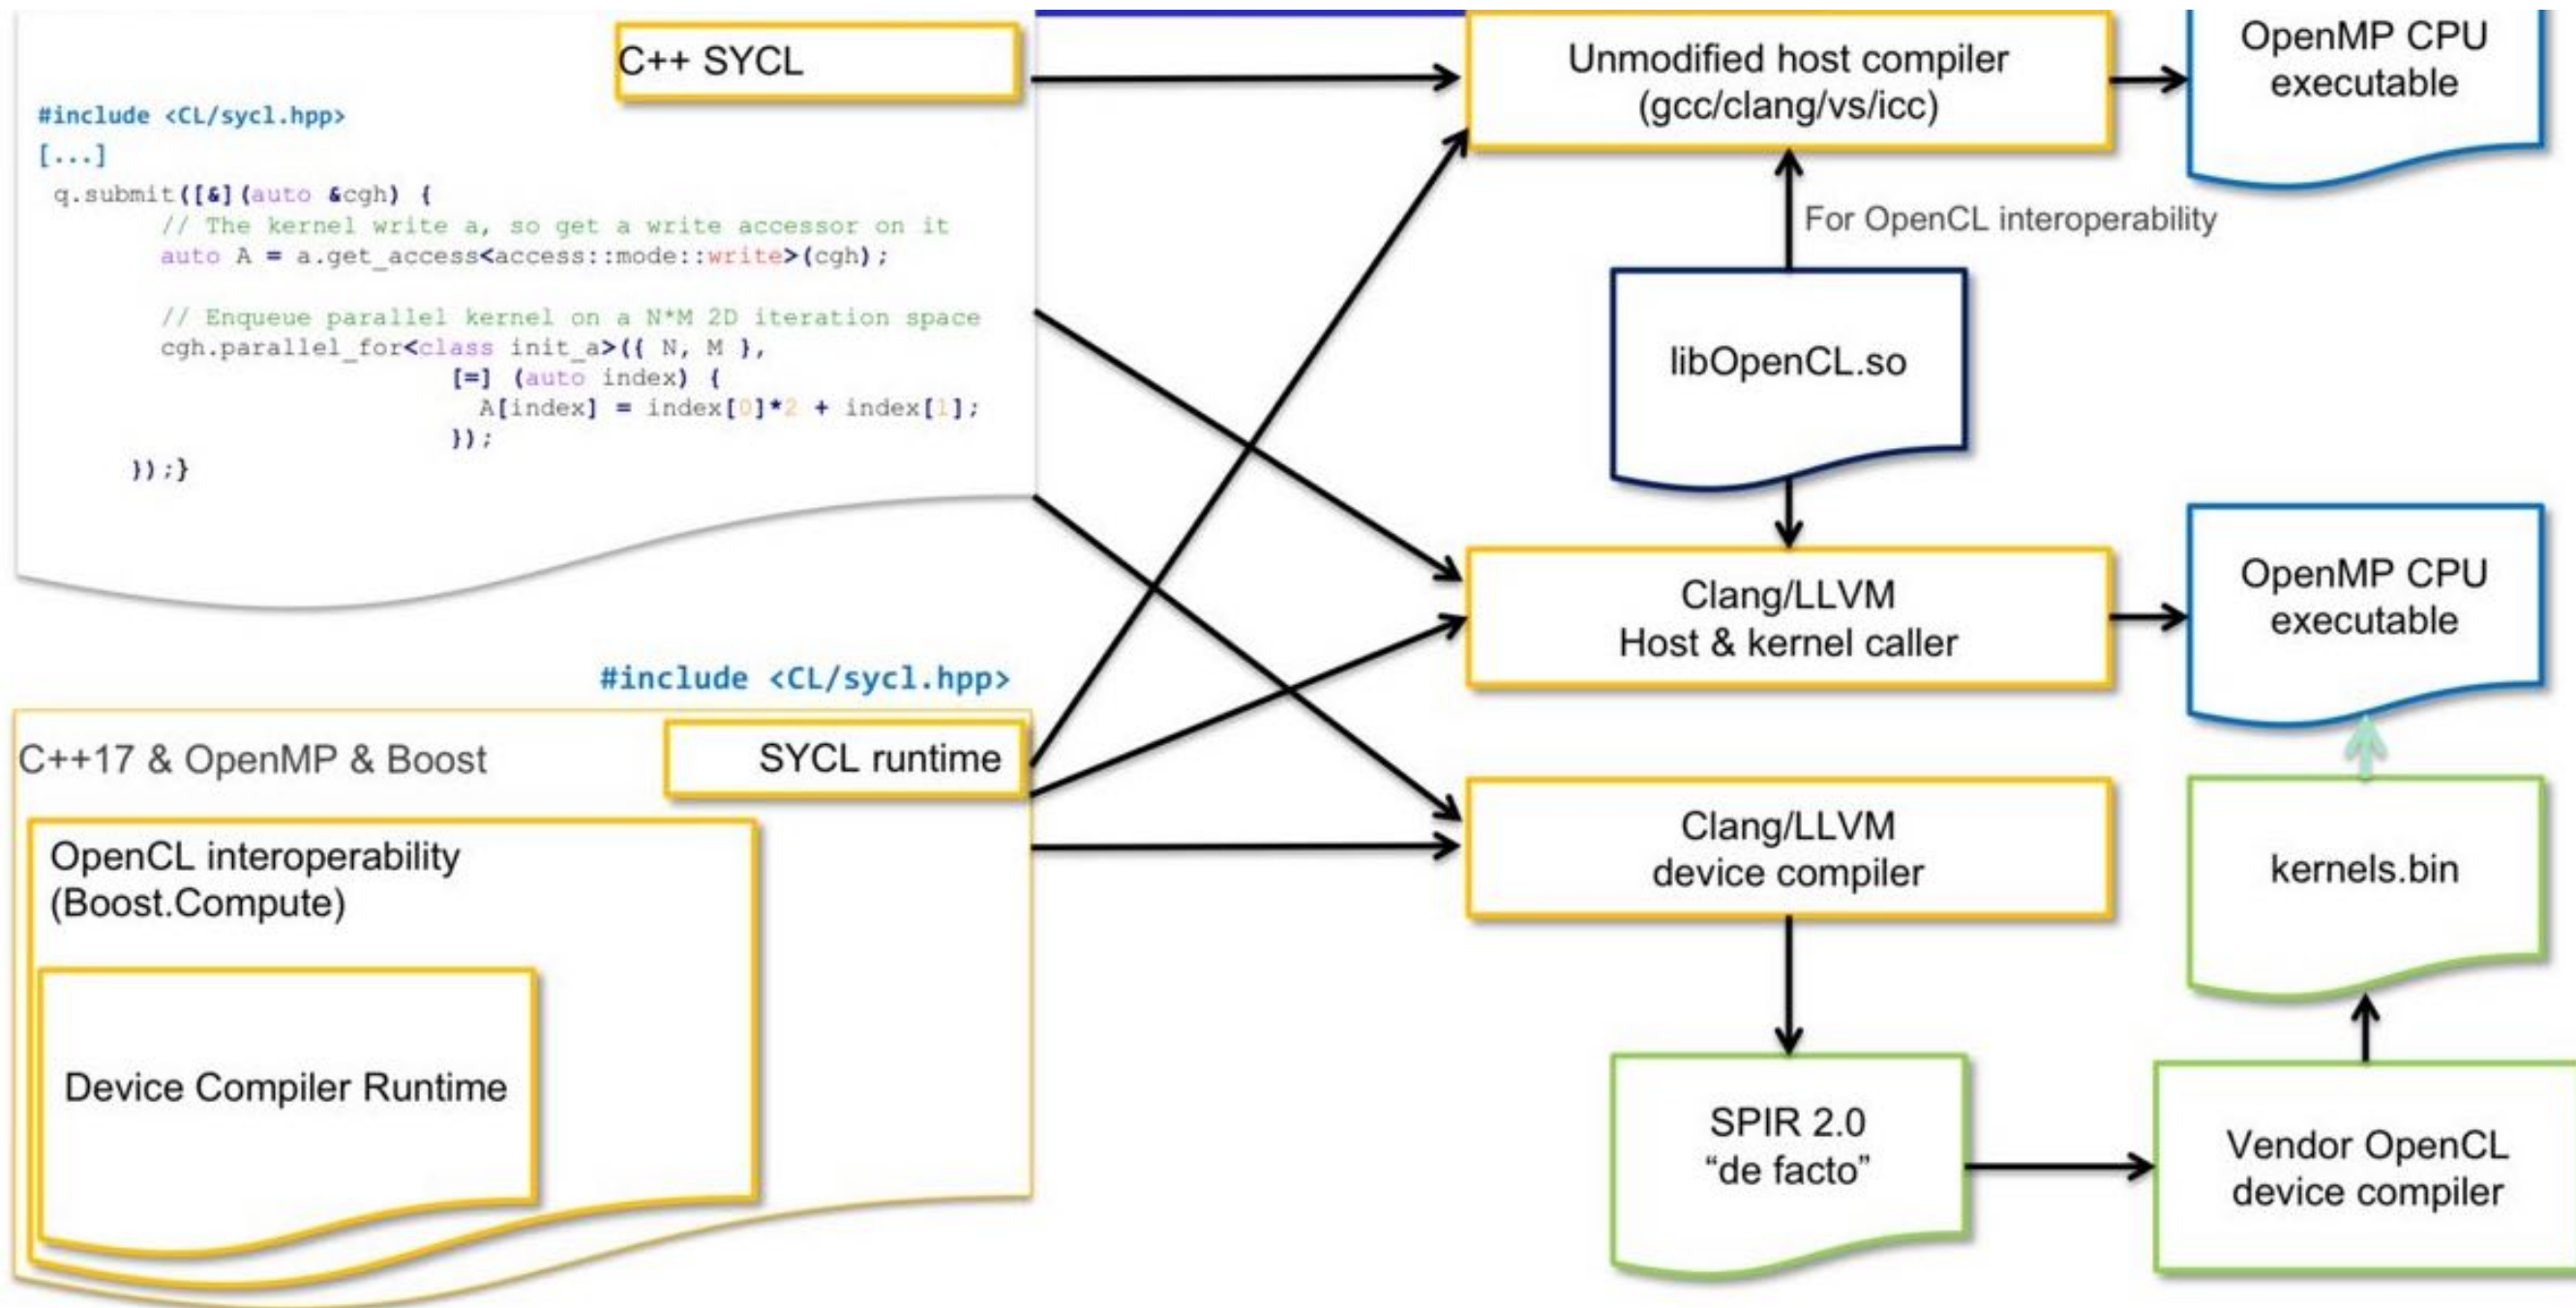 C++ SYCL
#include <CL/sycl.hpp>
[...]
q.submit([&](auto &cgh) {
// The kernel write a, so get a write accessor on it
auto A = a.get_access<access::mode::write>(cgh);
// Enqueue parallel kernel on a N*M 2D iteration space
cgh.parallel_for<class init_a>({ N, M },
[=] (auto index) {
A[index] = index[0]*2 + index[1];
});
});}
#include <CL/sycl.hpp>
C++17 & OpenMP & Boost
SYCL runtime
OpenCL interoperability
(Boost.Compute)
Device Compiler Runtime
Unmodified host compiler
(gcc/clang/vs/icc)
OpenMP CPU
executable
For OpenCL interoperability
libOpenCL.so
Clang/LLVM
Host & kernel caller
OpenMP CPU
executable
Clang/LLVM
device compiler
kernels.bin
SPIR 2.0
“de facto”
Vendor OpenCL
device compiler